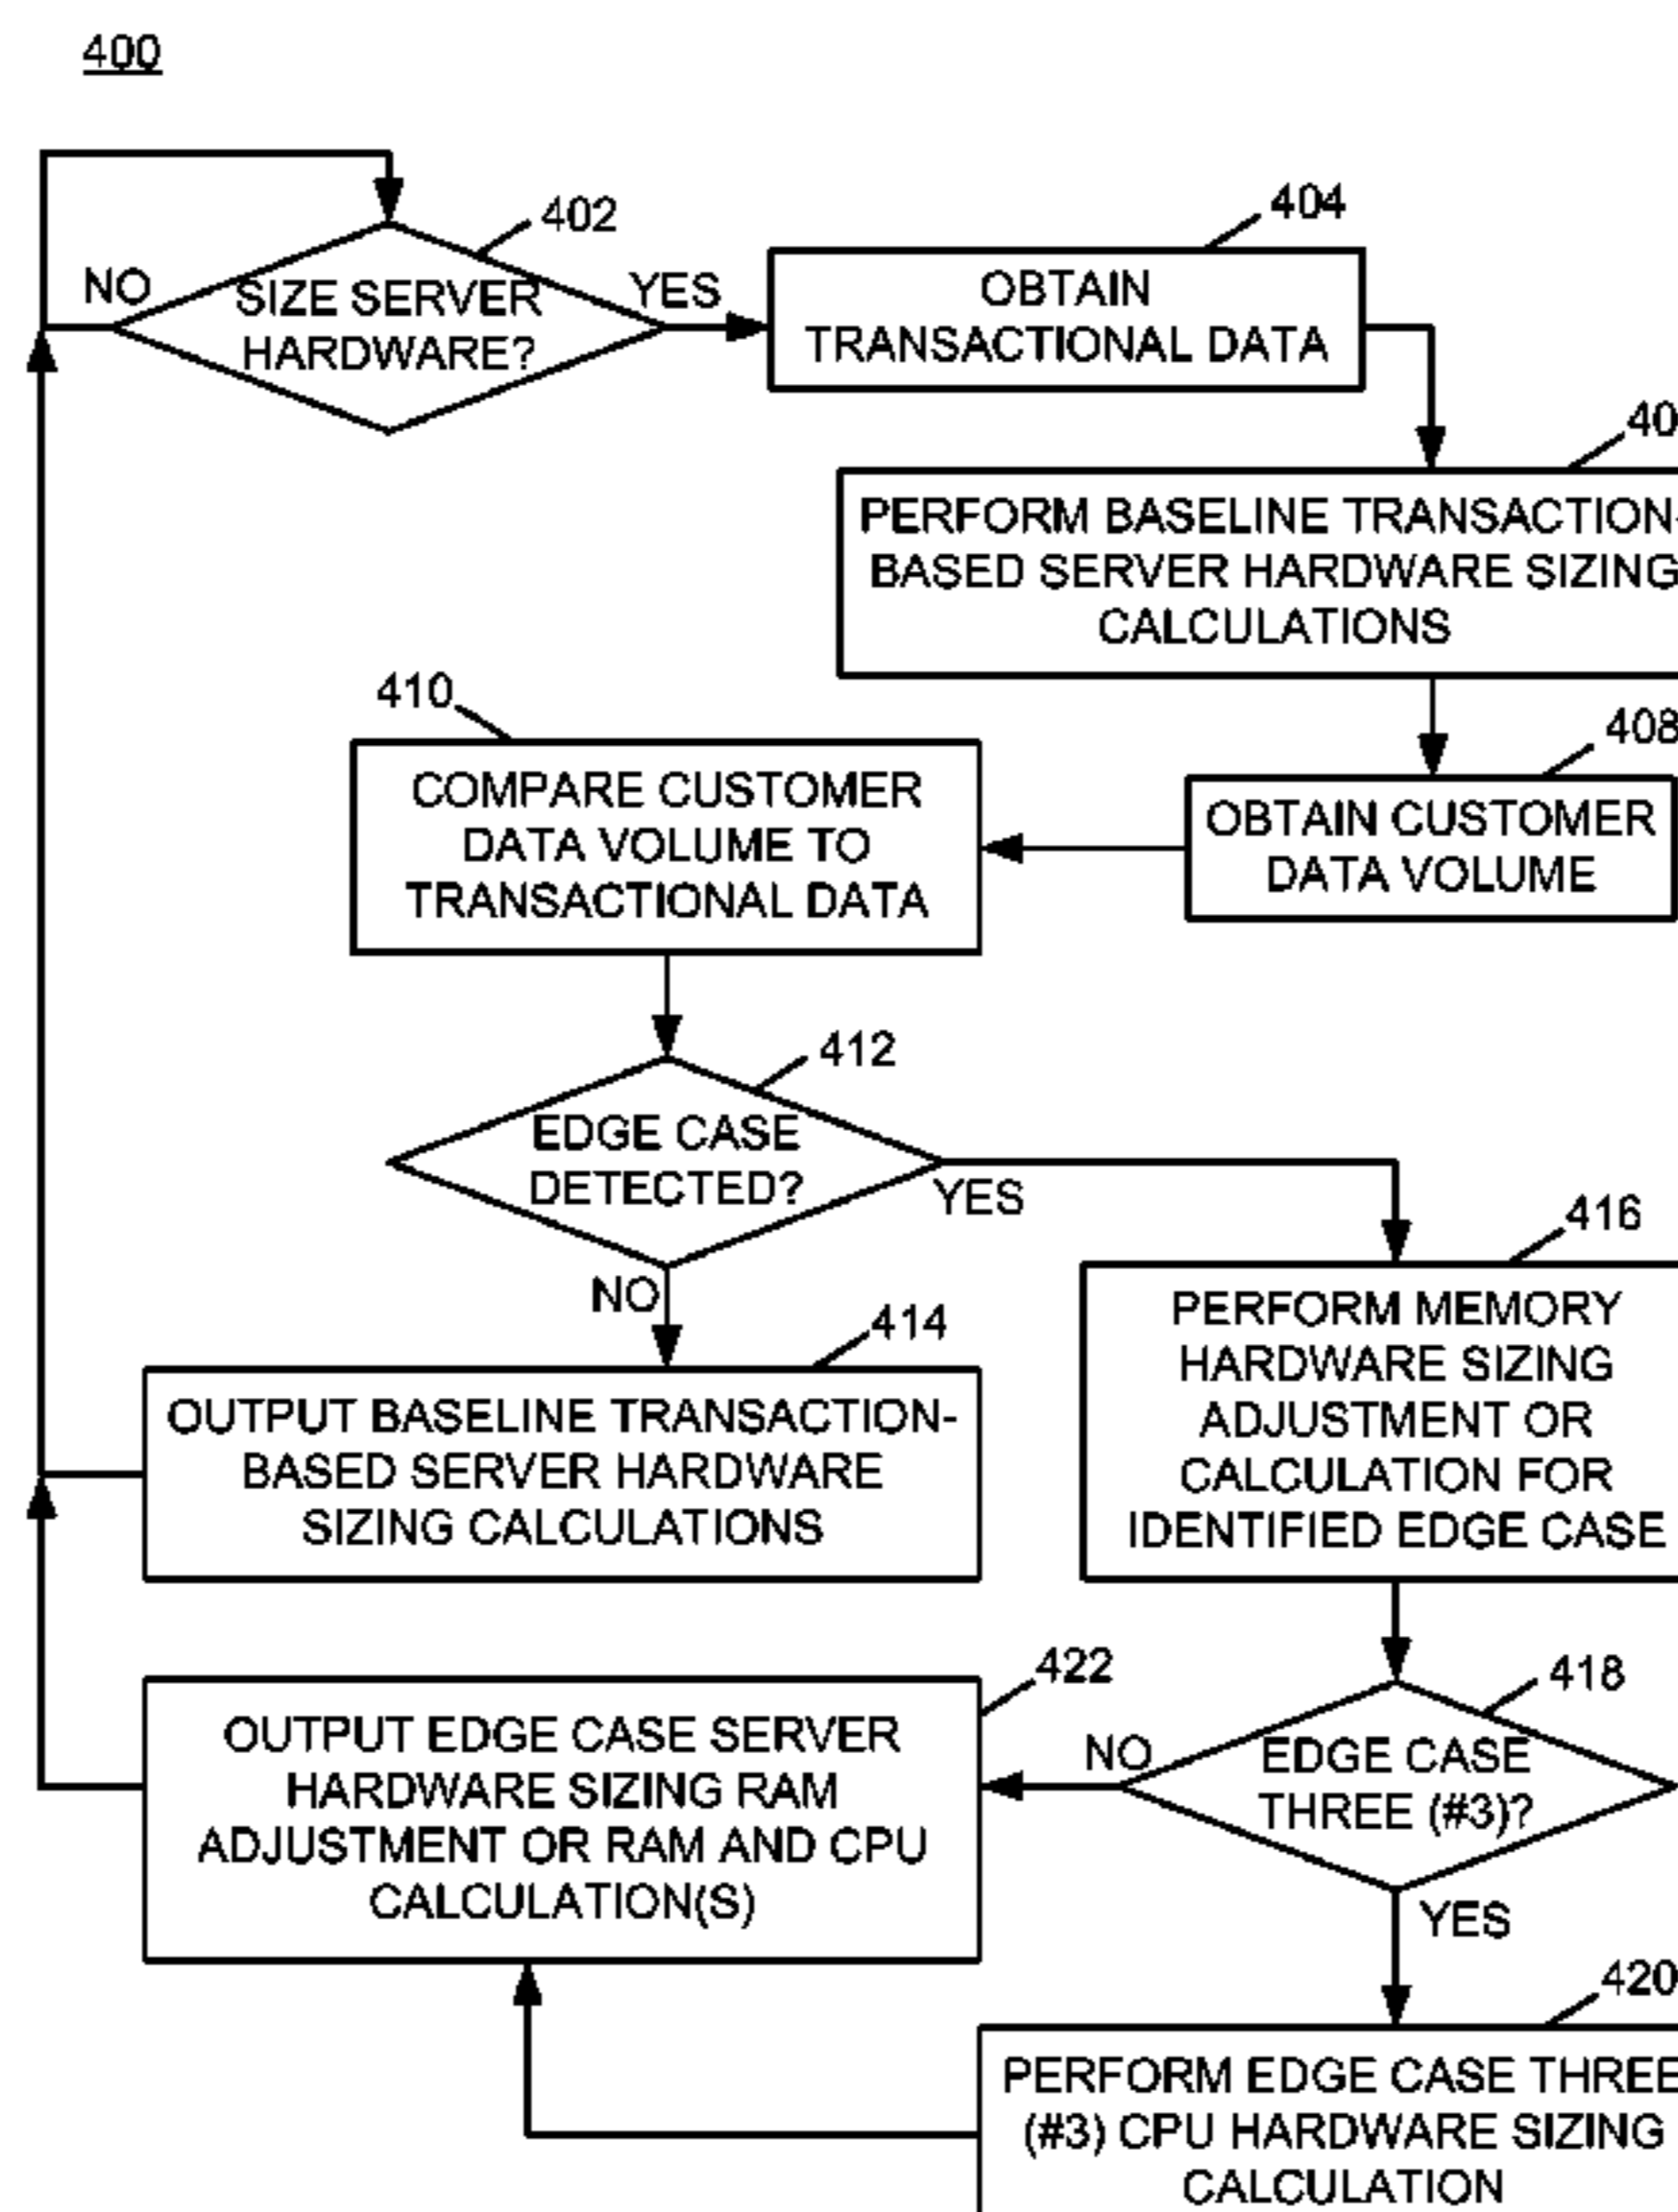 400
402
NO
SIZE SERVER
HARDWARE?
YES
404
OBTAIN
TRANSACTIONAL DATA
PERFORM BASELINE TRANSACTION-
BASED SERVER HARDWARE SIZING
CALCULATIONS
408
OBTAIN CUSTOMER
DATA VOLUME
410
COMPARE CUSTOMER
DATA VOLUME TO
TRANSACTIONAL DATA
412
EDGE CASE
DETECTED?
YES
NO
414
OUTPUT BASELINE TRANSACTION-
BASED SERVER HARDWARE
SIZING CALCULATIONS
416
PERFORM MEMORY
HARDWARE SIZING
ADJUSTMENT OR
CALCULATION FOR
IDENTIFIED EDGE CASE
418
EDGE CASE
THREE (#3)?
NO
YES
422
OUTPUT EDGE CASE SERVER
HARDWARE SIZING RAM
ADJUSTMENT OR RAM AND CPU
CALCULATION(S)
420
PERFORM EDGE CASE THREE
(#3) CPU HARDWARE SIZING
CALCULATION